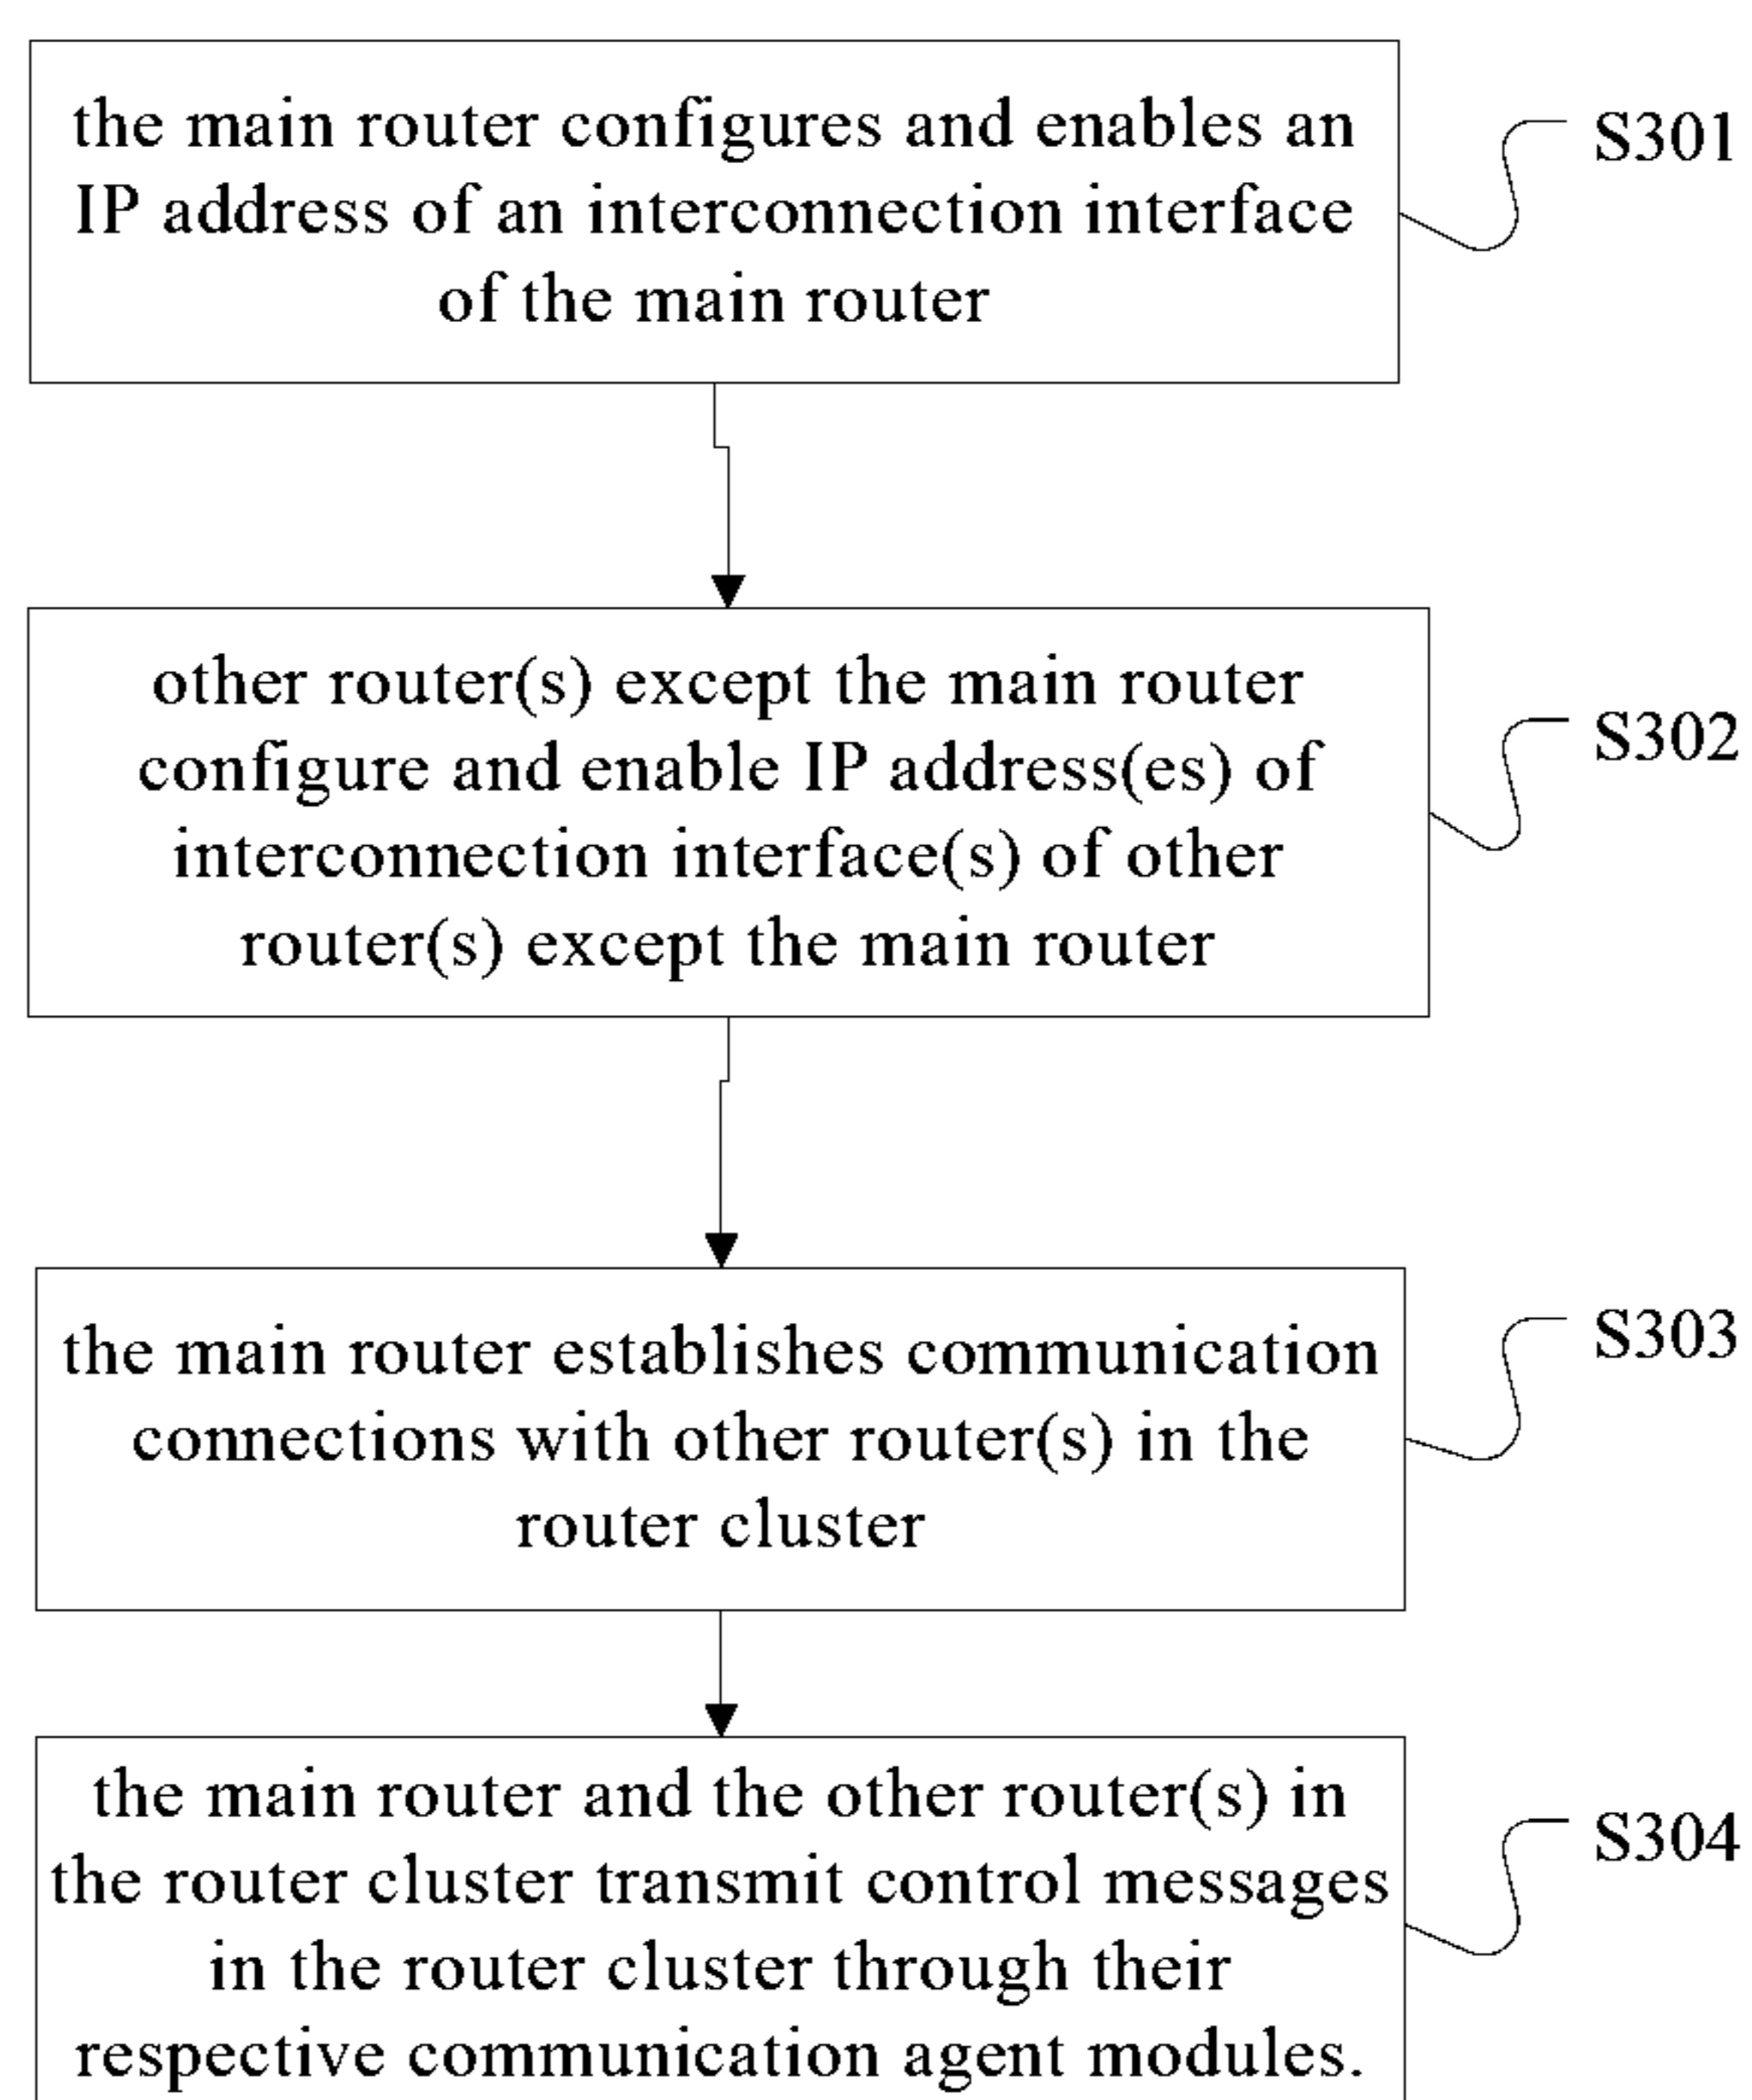 the main router configures and enables an
IP address of an interconnection interface
of the main router
S301
other router(s) except the main router
configure and enable IP address(es) of
interconnection interface(s) of other
router(s) except the main router
S302
the main router establishes communication
connections with other router(s) in the
router cluster
S303
the main router and the other router(s) in
the router cluster transmit control messages
in the router cluster through their
respective communication agent modules.
S304